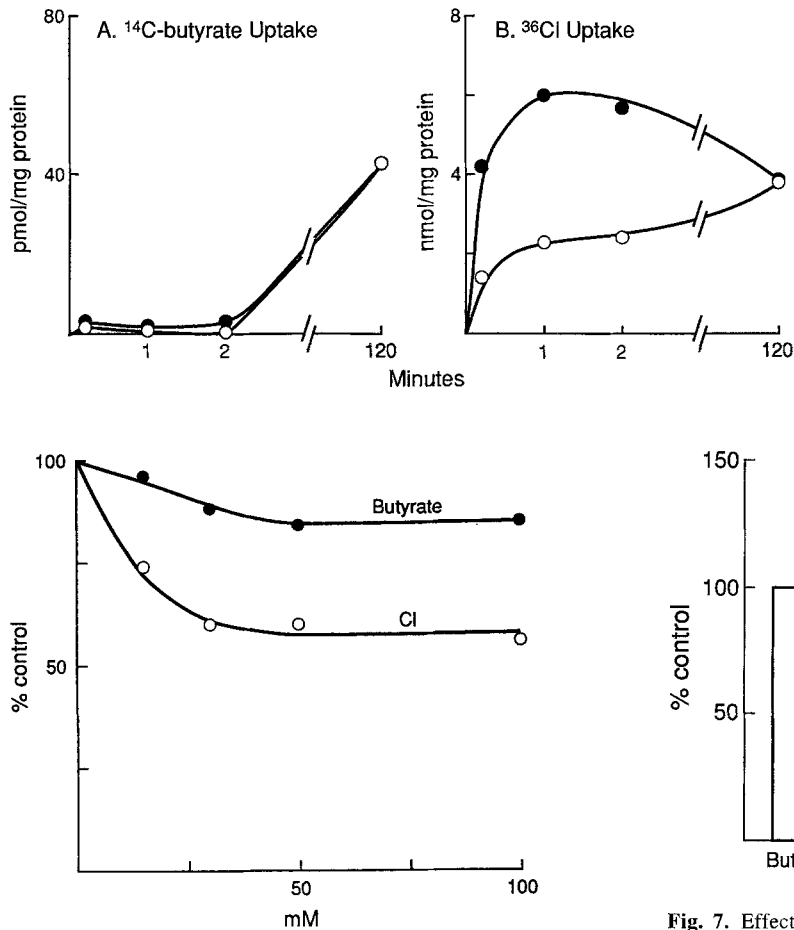 A. ¹⁴C-butyrate Uptake
80
40
pmol/mg protein
1
2
120
B. ³⁶Cl Uptake
8
4
nmol/mg protein
1
2
120
Minutes
100
50
% control
Butyrate
Cl
50
100
mM
150
100
50
% control
But
Fig. 7. Effect